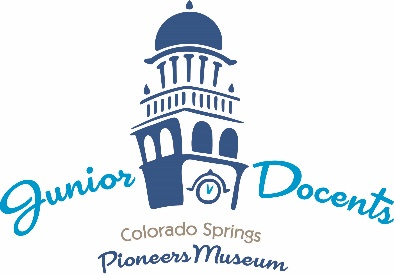 Junior Docents
Colorado Springs
Pioneers Museum